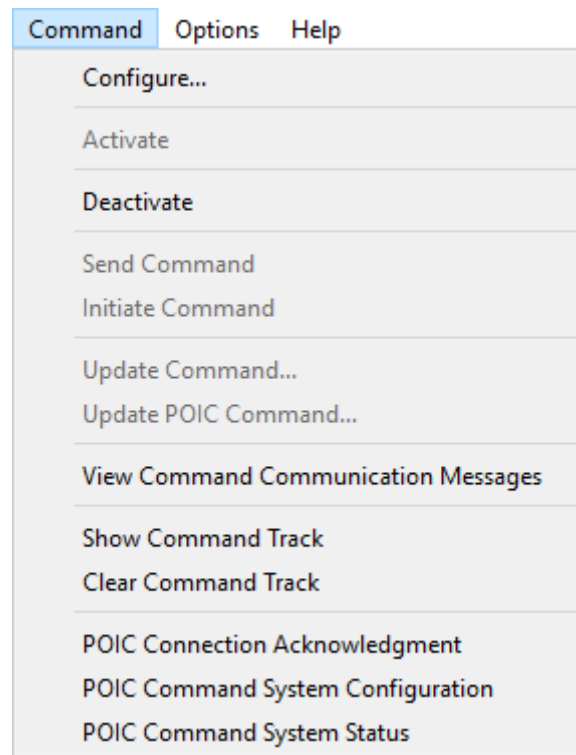 Command Options Help
Configure...
Activate
Deactivate
Send Command
Initiate Command
Update Command...
Update POIC Command...
View Command Communication Messages
Show Command Track
Clear Command Track
POIC Connection Acknowledgment
POIC Command System Configuration
POIC Command System Status